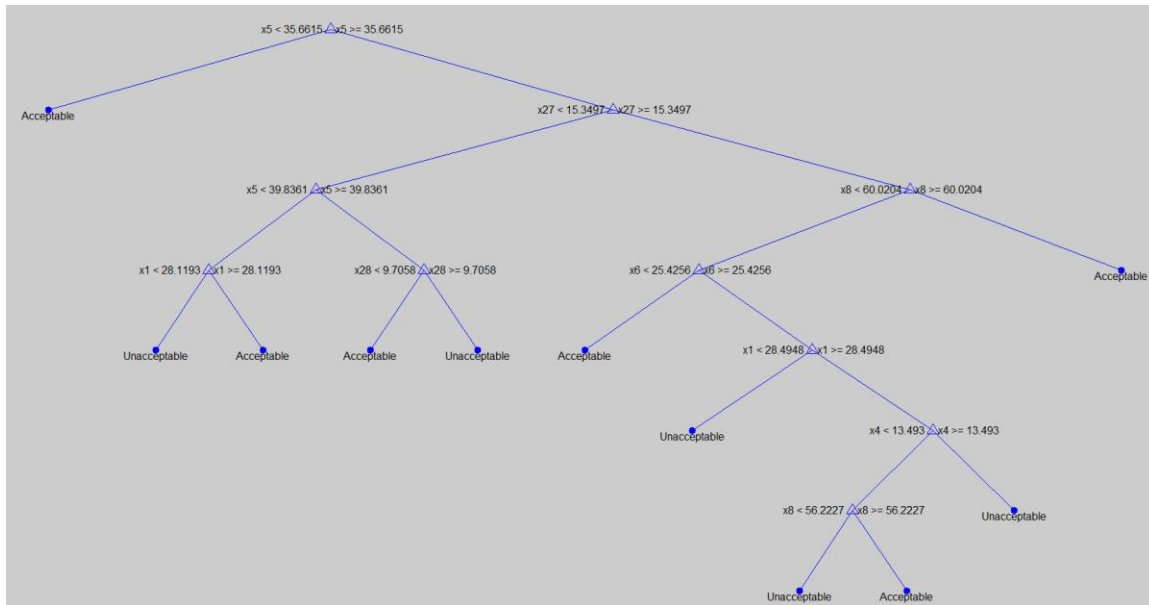 x5 < 35.6615 x5 >= 35.6615
Acceptable
x27 < 15.3497 x27 >= 15.3497
x5 < 39.8361 x5 >= 39.8361
x8 < 60.0204 x8 >= 60.0204
x1 < 28.1193 x1 >= 28.1193
x28 < 9.7058 x28 >= 9.7058
x6 < 25.4256 x6 >= 25.4256
Acceptable
Unacceptable
Acceptable
Acceptable
Unacceptable
Acceptable
x1 < 28.4948 x1 >= 28.4948
Unacceptable
x4 < 13.493 x4 >= 13.493
x8 < 56.2227 x8 >= 56.2227
Unacceptable
Unacceptable
Acceptable